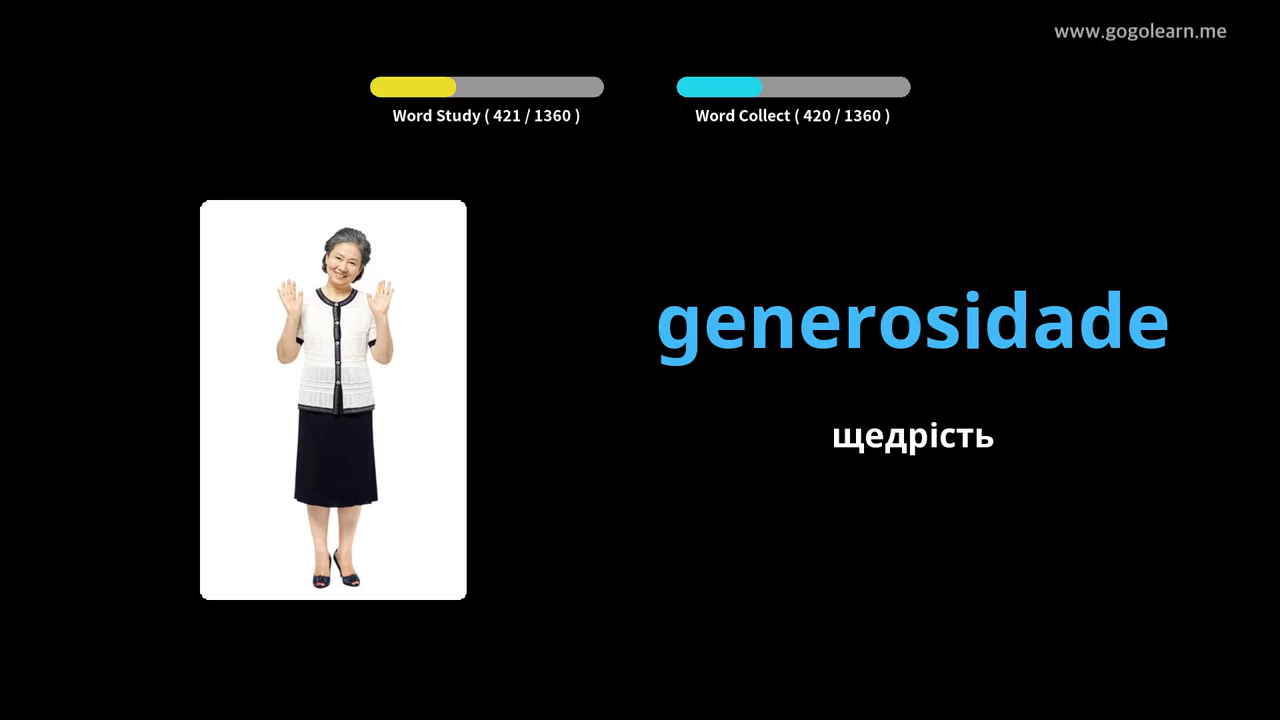 www.gogolearn.me
Word Study ( 421 / 1360 )
Word Collect ( 420 / 1360 )
generosidade
щедрість